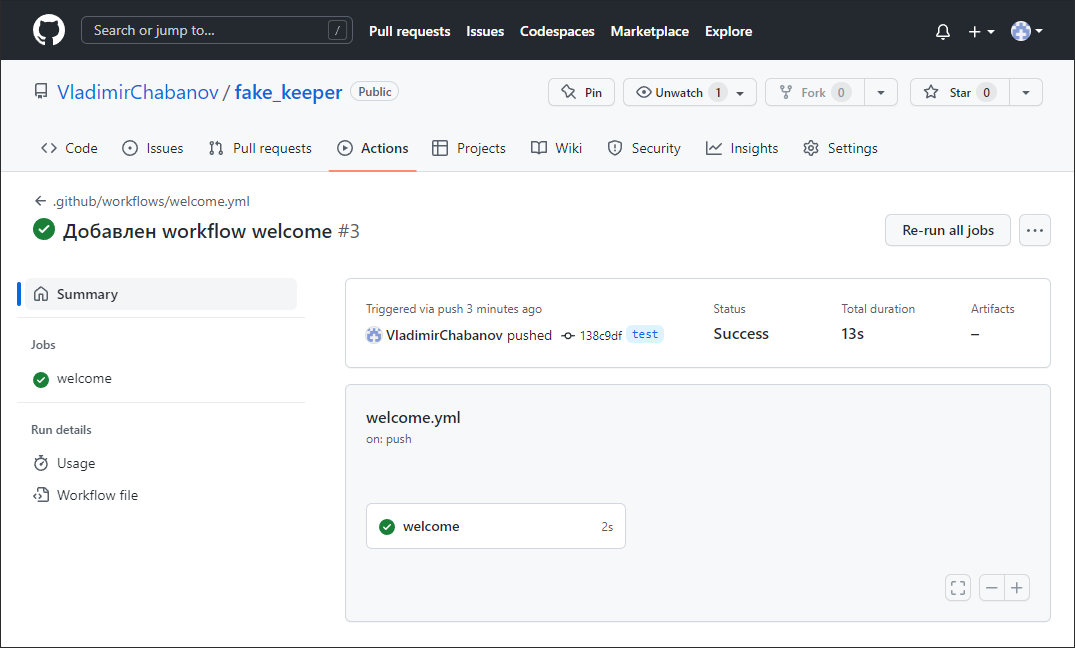 Search or jump to... / Pull requests Issues Codespaces Marketplace Explore
VladimirChabanov / fake_keeper Public Pin Unwatch 1 Fork 0 Star 0
Code Issues Pull requests Actions Projects Wiki Security Insights Settings
.github/workflows/welcome.yml
Добавлен workflow welcome #3
Re-run all jobs
Summary
Jobs
welcome
Run details
Usage
Workflow file
Triggered via push 3 minutes ago
VladimirChabanov pushed 138c9df test
Status
Success
Total duration
13s
Artifacts
–
welcome.yml
on: push
welcome 2s